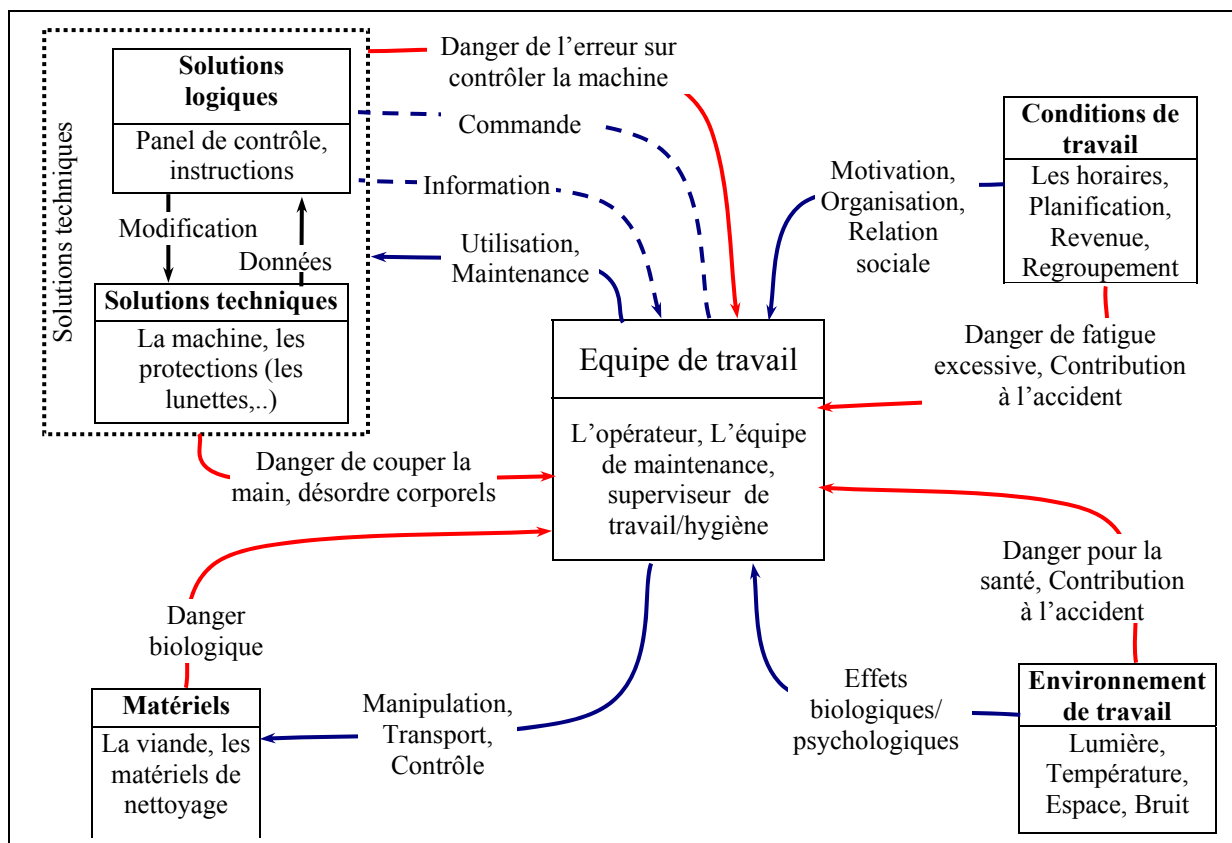 Solutions techniques
Solutions
logiques
Panel de contrôle,
instructions
Modification
Données
Solutions techniques
La machine, les
protections (les
lunettes,..)
Danger de l’erreur sur
contrôler la machine
Commande
Information
Utilisation,
Maintenance
Motivation,
Organisation,
Relation
sociale
Conditions de
travail
Les horaires,
Planification,
Revenue,
Regroupement
Danger de fatigue
excessive, Contribution
à l’accident
Equipe de travail
L’opérateur, L’équipe
de maintenance,
superviseur de
travail/hygiène
Danger de couper la
main, désordre corporels
Danger
biologique
Matériels
La viande, les
matériels de
nettoyage
Manipulation,
Transport,
Contrôle
Effets
biologiques/
psychologiques
Danger pour la
santé, Contribution
à l’accident
Environnement
de travail
Lumière,
Température,
Espace, Bruit